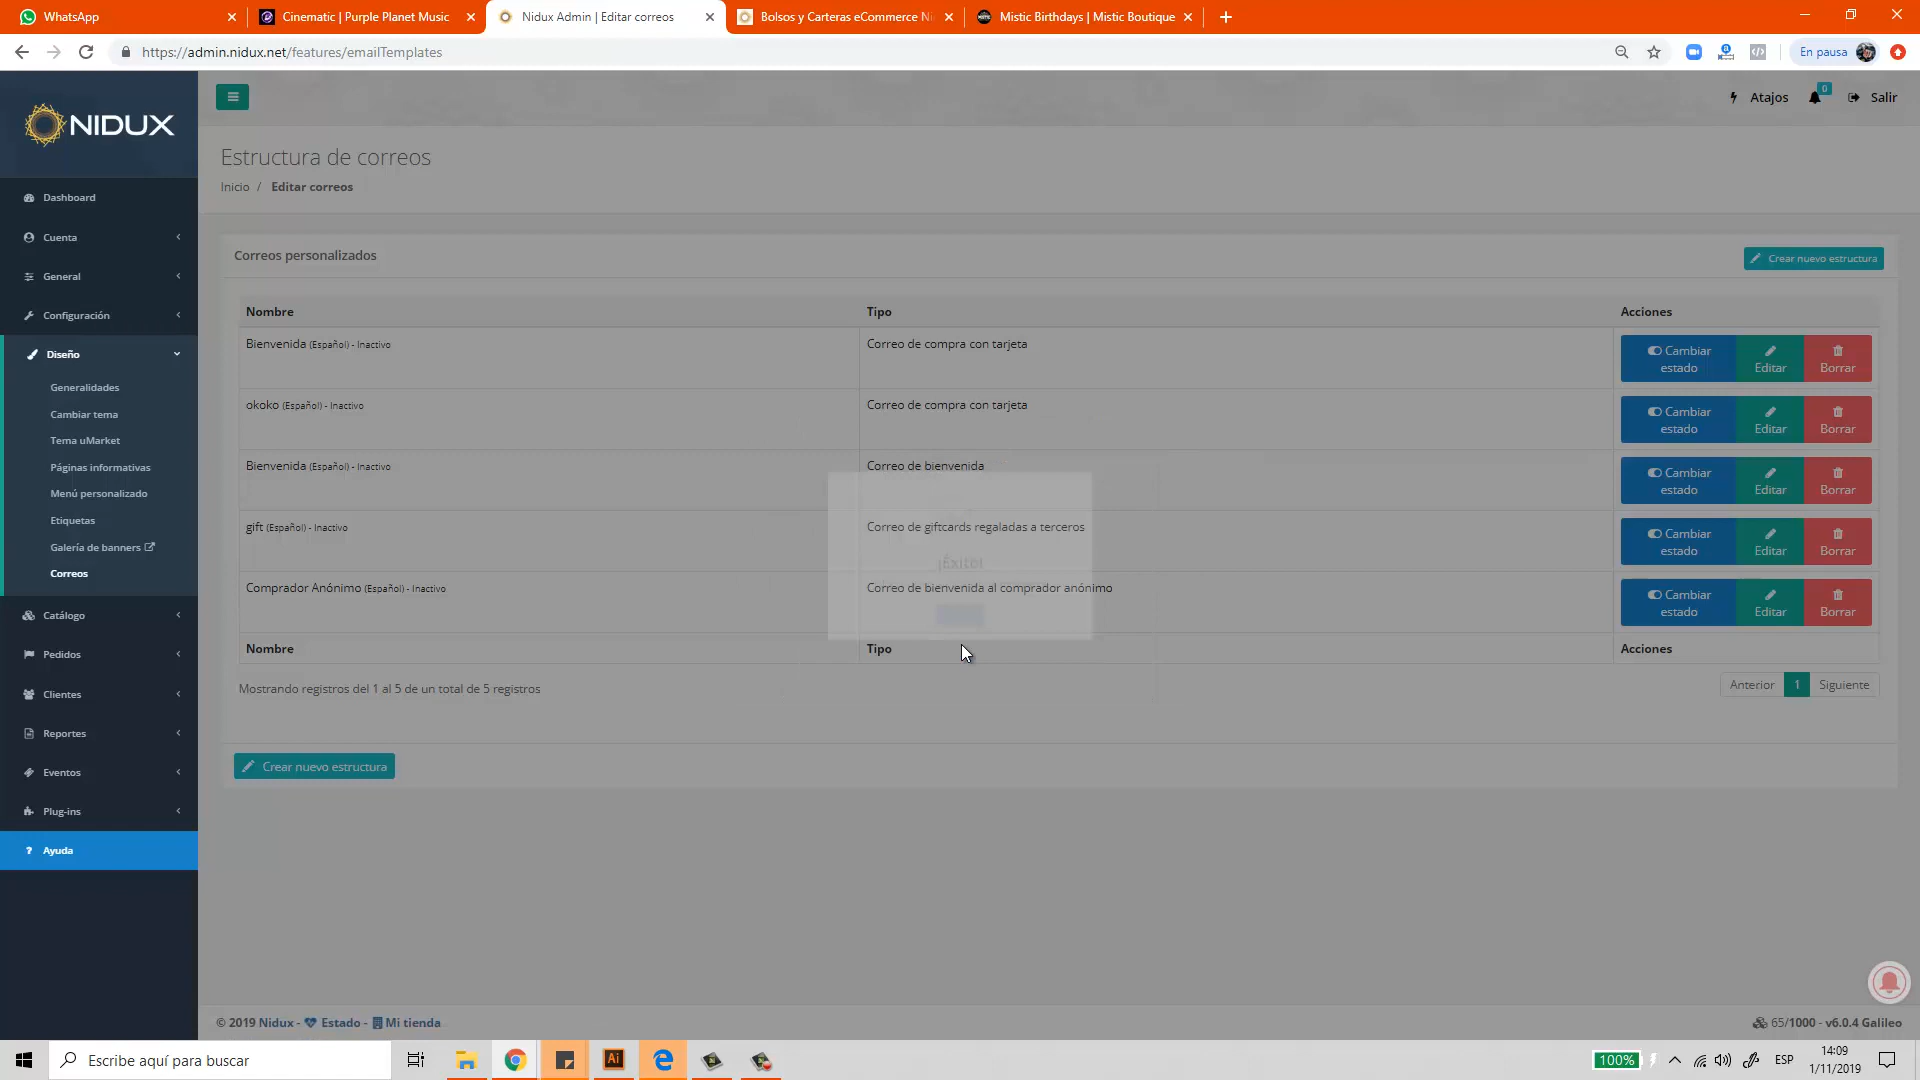 WhatsApp
Cinematic | Purple Planet Music
Nidux Admin | Editar correos
Bolsos y Carteras eCommerce Ni
Mistic Birthdays | Mistic Boutique
https://admin.nidux.net/features/emailTemplates
En pausa
NIDUX
Atajos
0
Salir
Estructura de correos
Inicio / Editar correos
Dashboard
Cuenta
General
Configuración
Diseño
Generalidades
Cambiar tema
Tema uMarket
Páginas informativas
Menú personalizado
Etiquetas
Galería de banners
Correos
Catálogo
Pedidos
Clientes
Reportes
Eventos
Plug-ins
? Ayuda
Correos personalizados
Crear nuevo estructura
Nombre Tipo Acciones
Bienvenida (Español) - Inactivo Correo de compra con tarjeta Cambiar estado Editar Borrar
okoko (Español) - Inactivo Correo de compra con tarjeta Cambiar estado Editar Borrar
Bienvenida (Español) - Inactivo Correo de bienvenida Cambiar estado Editar Borrar
gift (Español) - Inactivo Correo de giftcards regaladas a terceros Cambiar estado Editar Borrar
¡Éxito!
Comprador Anónimo (Español) - Inactivo Correo de bienvenida al comprador anónimo Cambiar estado Editar Borrar
Nombre Tipo Acciones
Mostrando registros del 1 al 5 de un total de 5 registros
Anterior 1 Siguiente
Crear nuevo estructura
© 2019 Nidux - Estado - Mi tienda
65/1000 - v6.0.4 Galileo
Escribe aquí para buscar
Ai
100%
ESP
14:09
1/11/2019